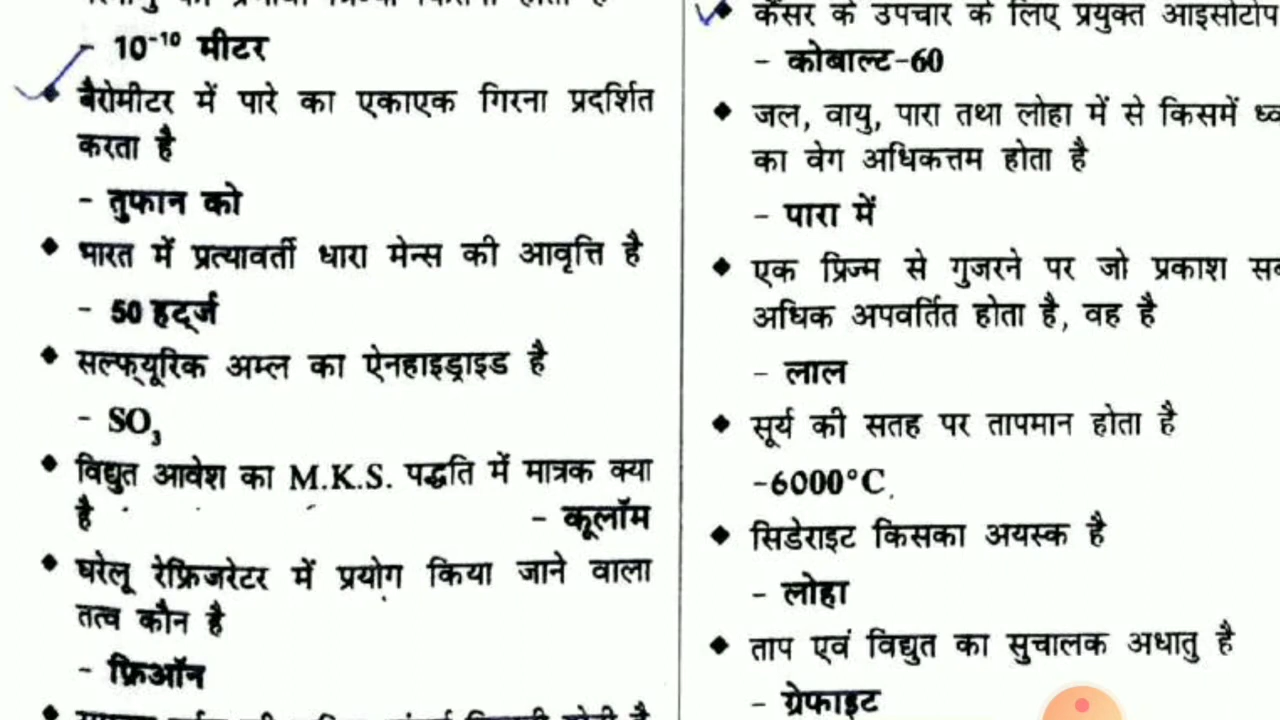 - 10⁻¹⁰ मीटर
◆ बैरोमीटर में पारे का एकाएक गिरना प्रदर्शित
करता है
- तुफान को
◆ भारत में प्रत्यावर्ती धारा मेन्स की आवृत्ति है
- 50 हर्ट्ज
◆ सल्फ्यूरिक अम्ल का ऐनहाइड्राइड है
- SO₃
◆ विद्युत आवेश का M.K.S. पद्धति में मात्रक क्या
है - कूलॉम
◆ घरेलू रेफ्रिजरेटर में प्रयोग किया जाने वाला
तत्व कौन है
- फ्रिऑन
◆ कैंसर के उपचार के लिए प्रयुक्त आइसोटोप
- कोबाल्ट-60
◆ जल, वायु, पारा तथा लोहा में से किसमें
का वेग अधिकत्तम होता है
- पारा में
◆ एक प्रिज्म से गुजरने पर जो प्रकाश
अधिक अपवर्तित होता है, वह है
- लाल
◆ सूर्य की सतह पर तापमान होता है
-6000°C
◆ सिडेराइट किसका अयस्क है
- लोहा
◆ ताप एवं विद्युत का सुचालक अधातु है
- ग्रेफाइट